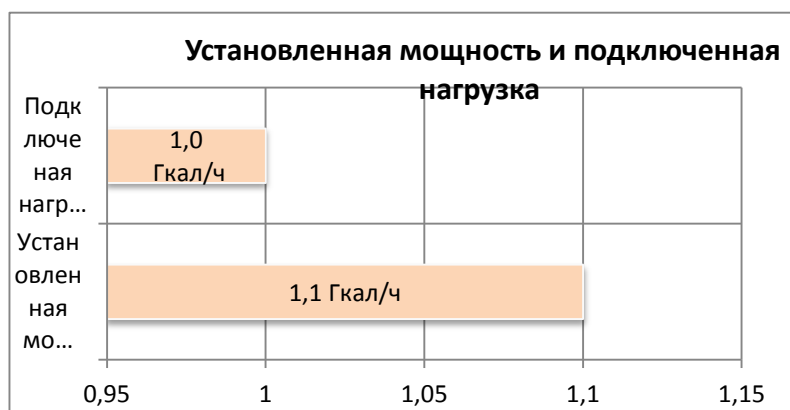 Установленная мощность и подключенная
нагрузка
Подк
люче
ная
нагр...
1,0
Гкал/ч
Устан
овлен
ная
мо...
1,1 Гкал/ч
0,95 1 1,05 1,1 1,15